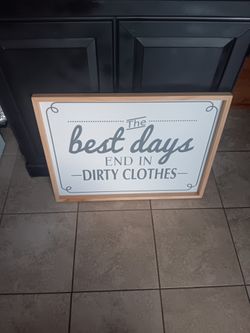 The
best days
END IN
DIRTY CLOTHES